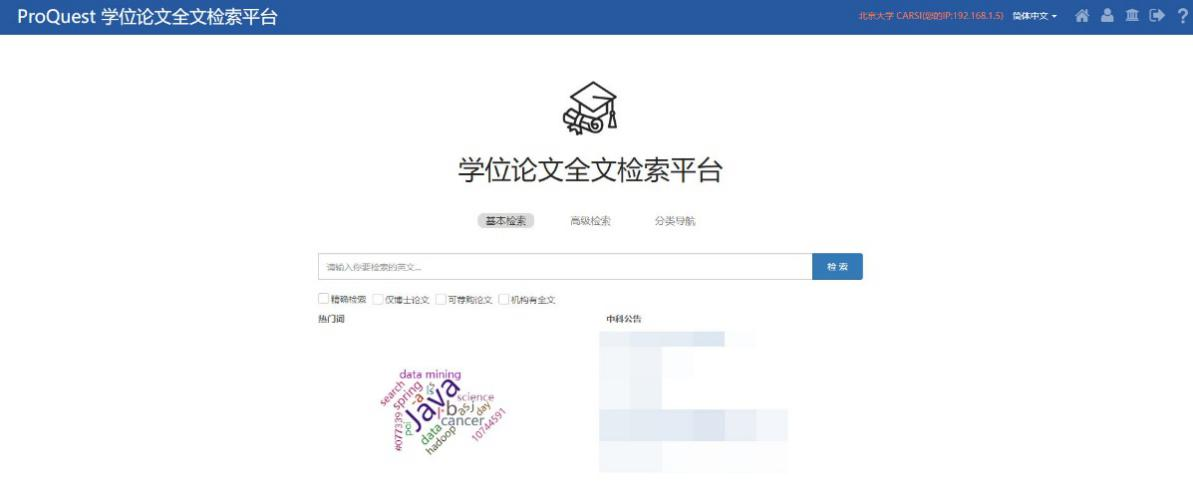 ProQuest 学位论文全文检索平台
北京大学 CARSI(您的IP:192.168.1.5) 简体中文
学位论文全文检索平台
基本检索 高级检索 分类导航
请输入你要检索的英文... 检 索
精确检索 仅博士论文 可荐购论文 机构有全文
热门词 中科公告
data mining
search
spring
is
Java
science
-a
b
as
j
day
cancer
#077339
poi
data
hadoop
10744591